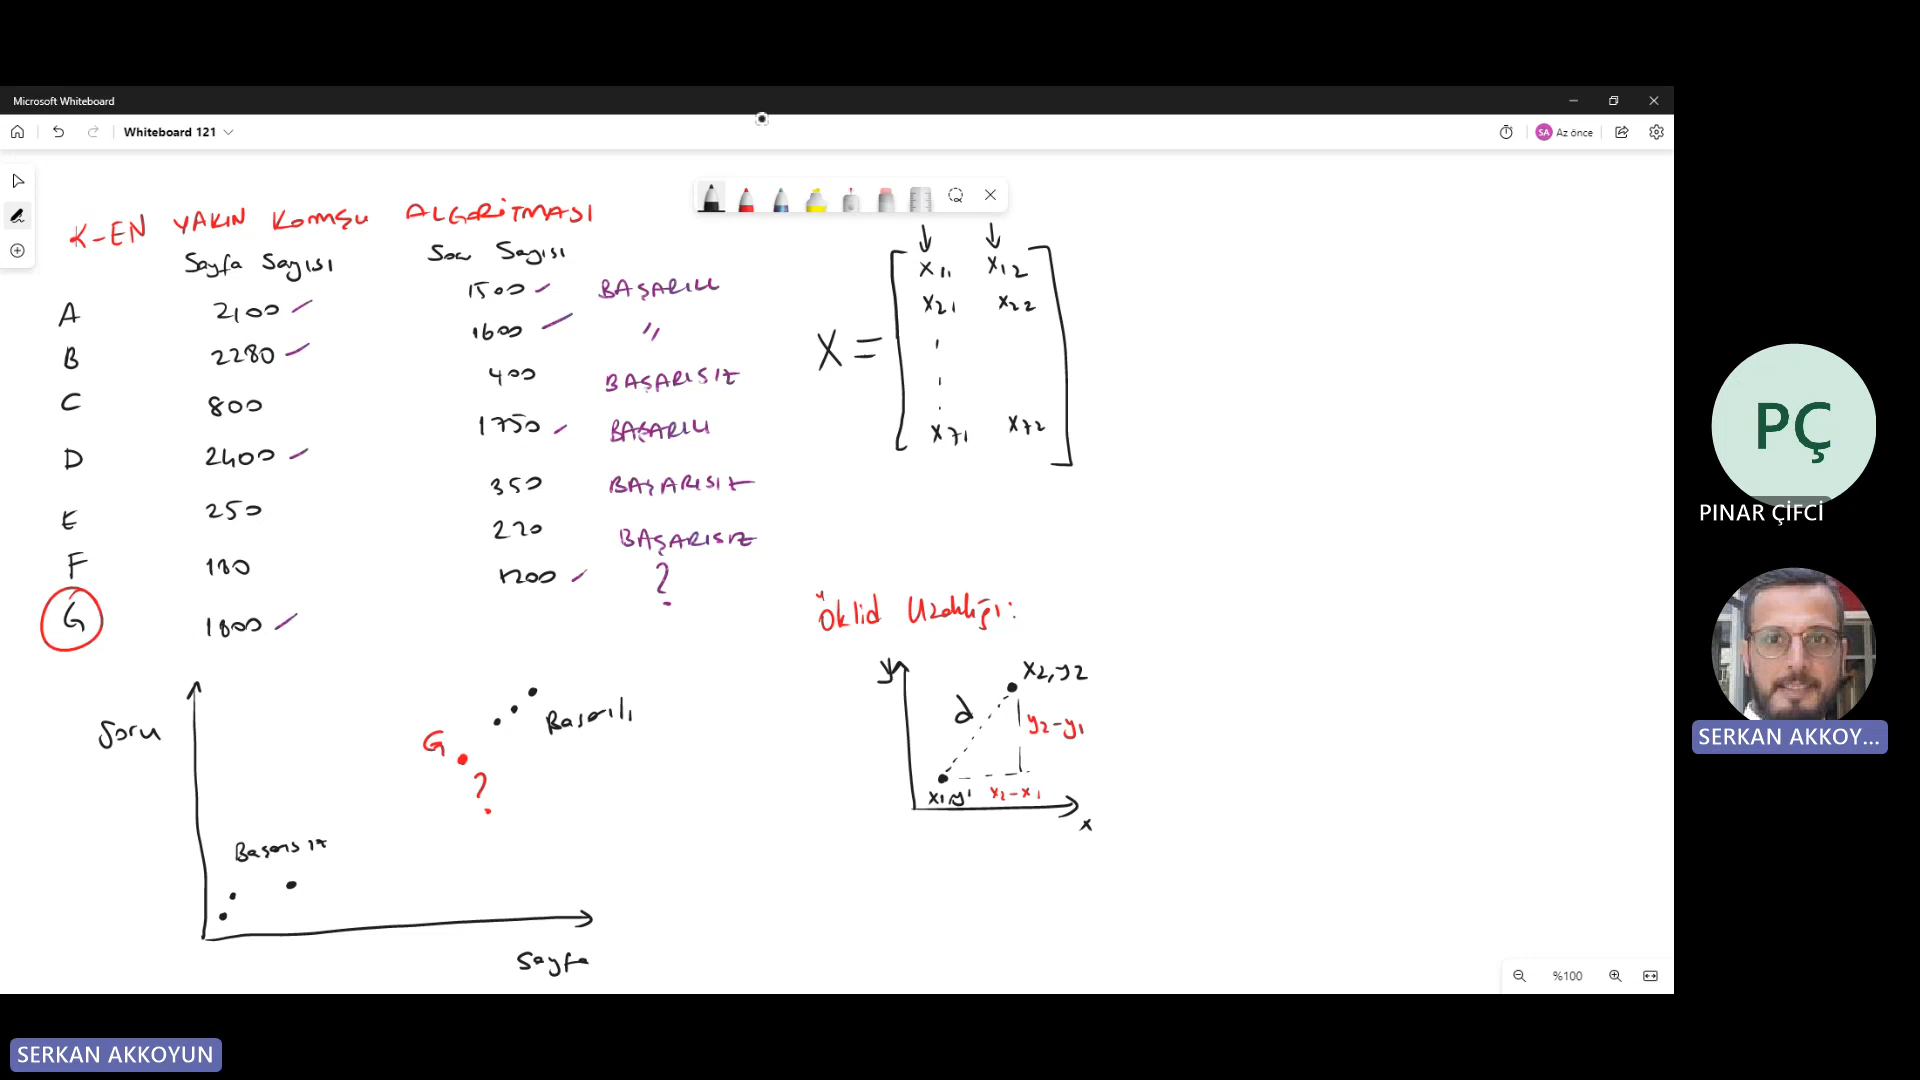 Microsoft Whiteboard
Whiteboard 121
SA Az önce
K-EN YAKIN KOMŞU ALGORİTMASI
Sayfa Sayısı Soru Sayısı
A 2100 1500 BAŞARILI
B 2280 1600 "
C 800 400 BAŞARISIZ
D 2400 1750 BAŞARILI
E 250 350 BAŞARISIZ
F 180 220 BAŞARISIZ
G 1800 1200 ?
X =
x11 x12
x21 x22
x71 x72
Öklid Uzaklığı:
y
x2, y2
d
y2-y1
x1, y1
x2-x1
x
Soru
Başarılı
G
?
Başarısız
Sayfa
%100
PÇ
PINAR ÇİFCİ
SERKAN AKKOY...
SERKAN AKKOYUN